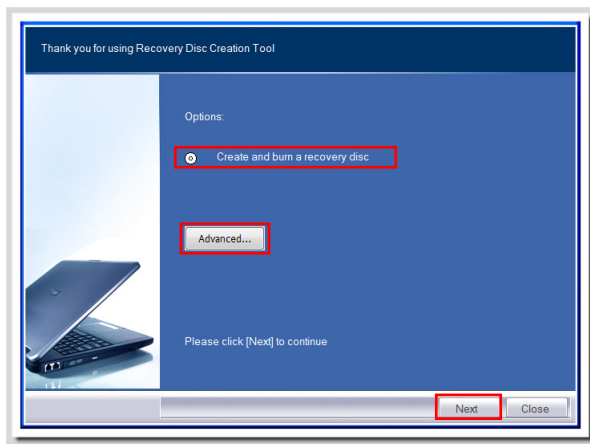 Thank you for using Recovery Disc Creation Tool
Options:
Create and burn a recovery disc
Advanced...
Please click [Next] to continue
Next
Close